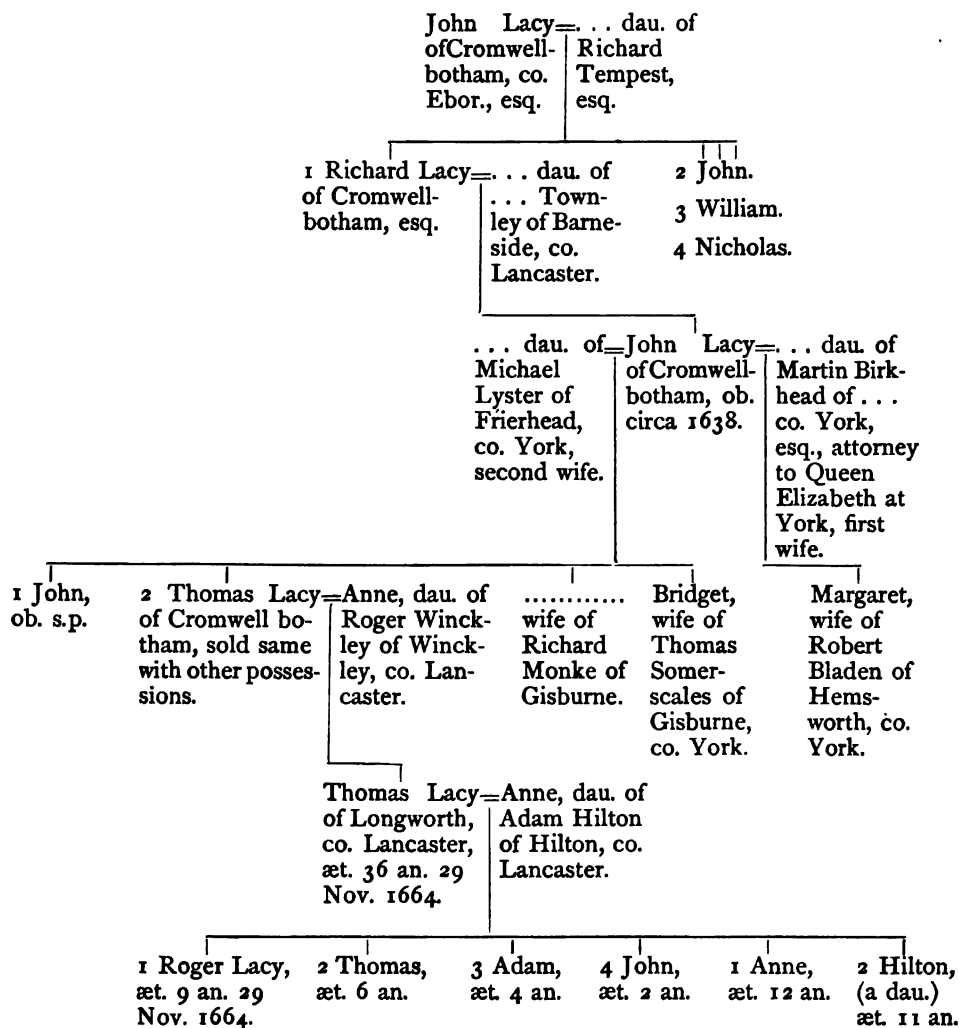 John Lacy=. . . dau. of
ofCromwell-
botham, co.
Ebor., esq.
Richard
Tempest,
esq.
1 Richard Lacy=. . . dau. of
of Cromwell-
botham, esq.
. . . Town-
ley of Barne-
side, co.
Lancaster.
2 John.
3 William.
4 Nicholas.
. . . dau. of=John Lacy=. . . dau. of
Michael
Lyster of
Frierhead,
co. York,
second wife.
ofCromwell-
botham, ob.
circa 1638.
Martin Birk-
head of . . .
co. York,
esq., attorney
to Queen
Elizabeth at
York, first
wife.
1 John,
ob. s.p.
2 Thomas Lacy=Anne, dau. of
of Cromwell bo-
tham, sold same
with other posses-
sions.
Roger Winck-
ley of Winck-
ley, co. Lan-
caster.
............
wife of
Richard
Monke of
Gisburne.
Bridget,
wife of
Thomas
Somer-
scales of
Gisburne,
co. York.
Margaret,
wife of
Robert
Bladen of
Hems-
worth, co.
York.
Thomas Lacy=Anne, dau. of
of Longworth,
co. Lancaster,
æt. 36 an. 29
Nov. 1664.
Adam Hilton
of Hilton, co.
Lancaster.
1 Roger Lacy,
æt. 9 an. 29
Nov. 1664.
2 Thomas,
æt. 6 an.
3 Adam,
æt. 4 an.
4 John,
æt. 2 an.
1 Anne,
æt. 12 an.
2 Hilton,
(a dau.)
æt. 11 an.